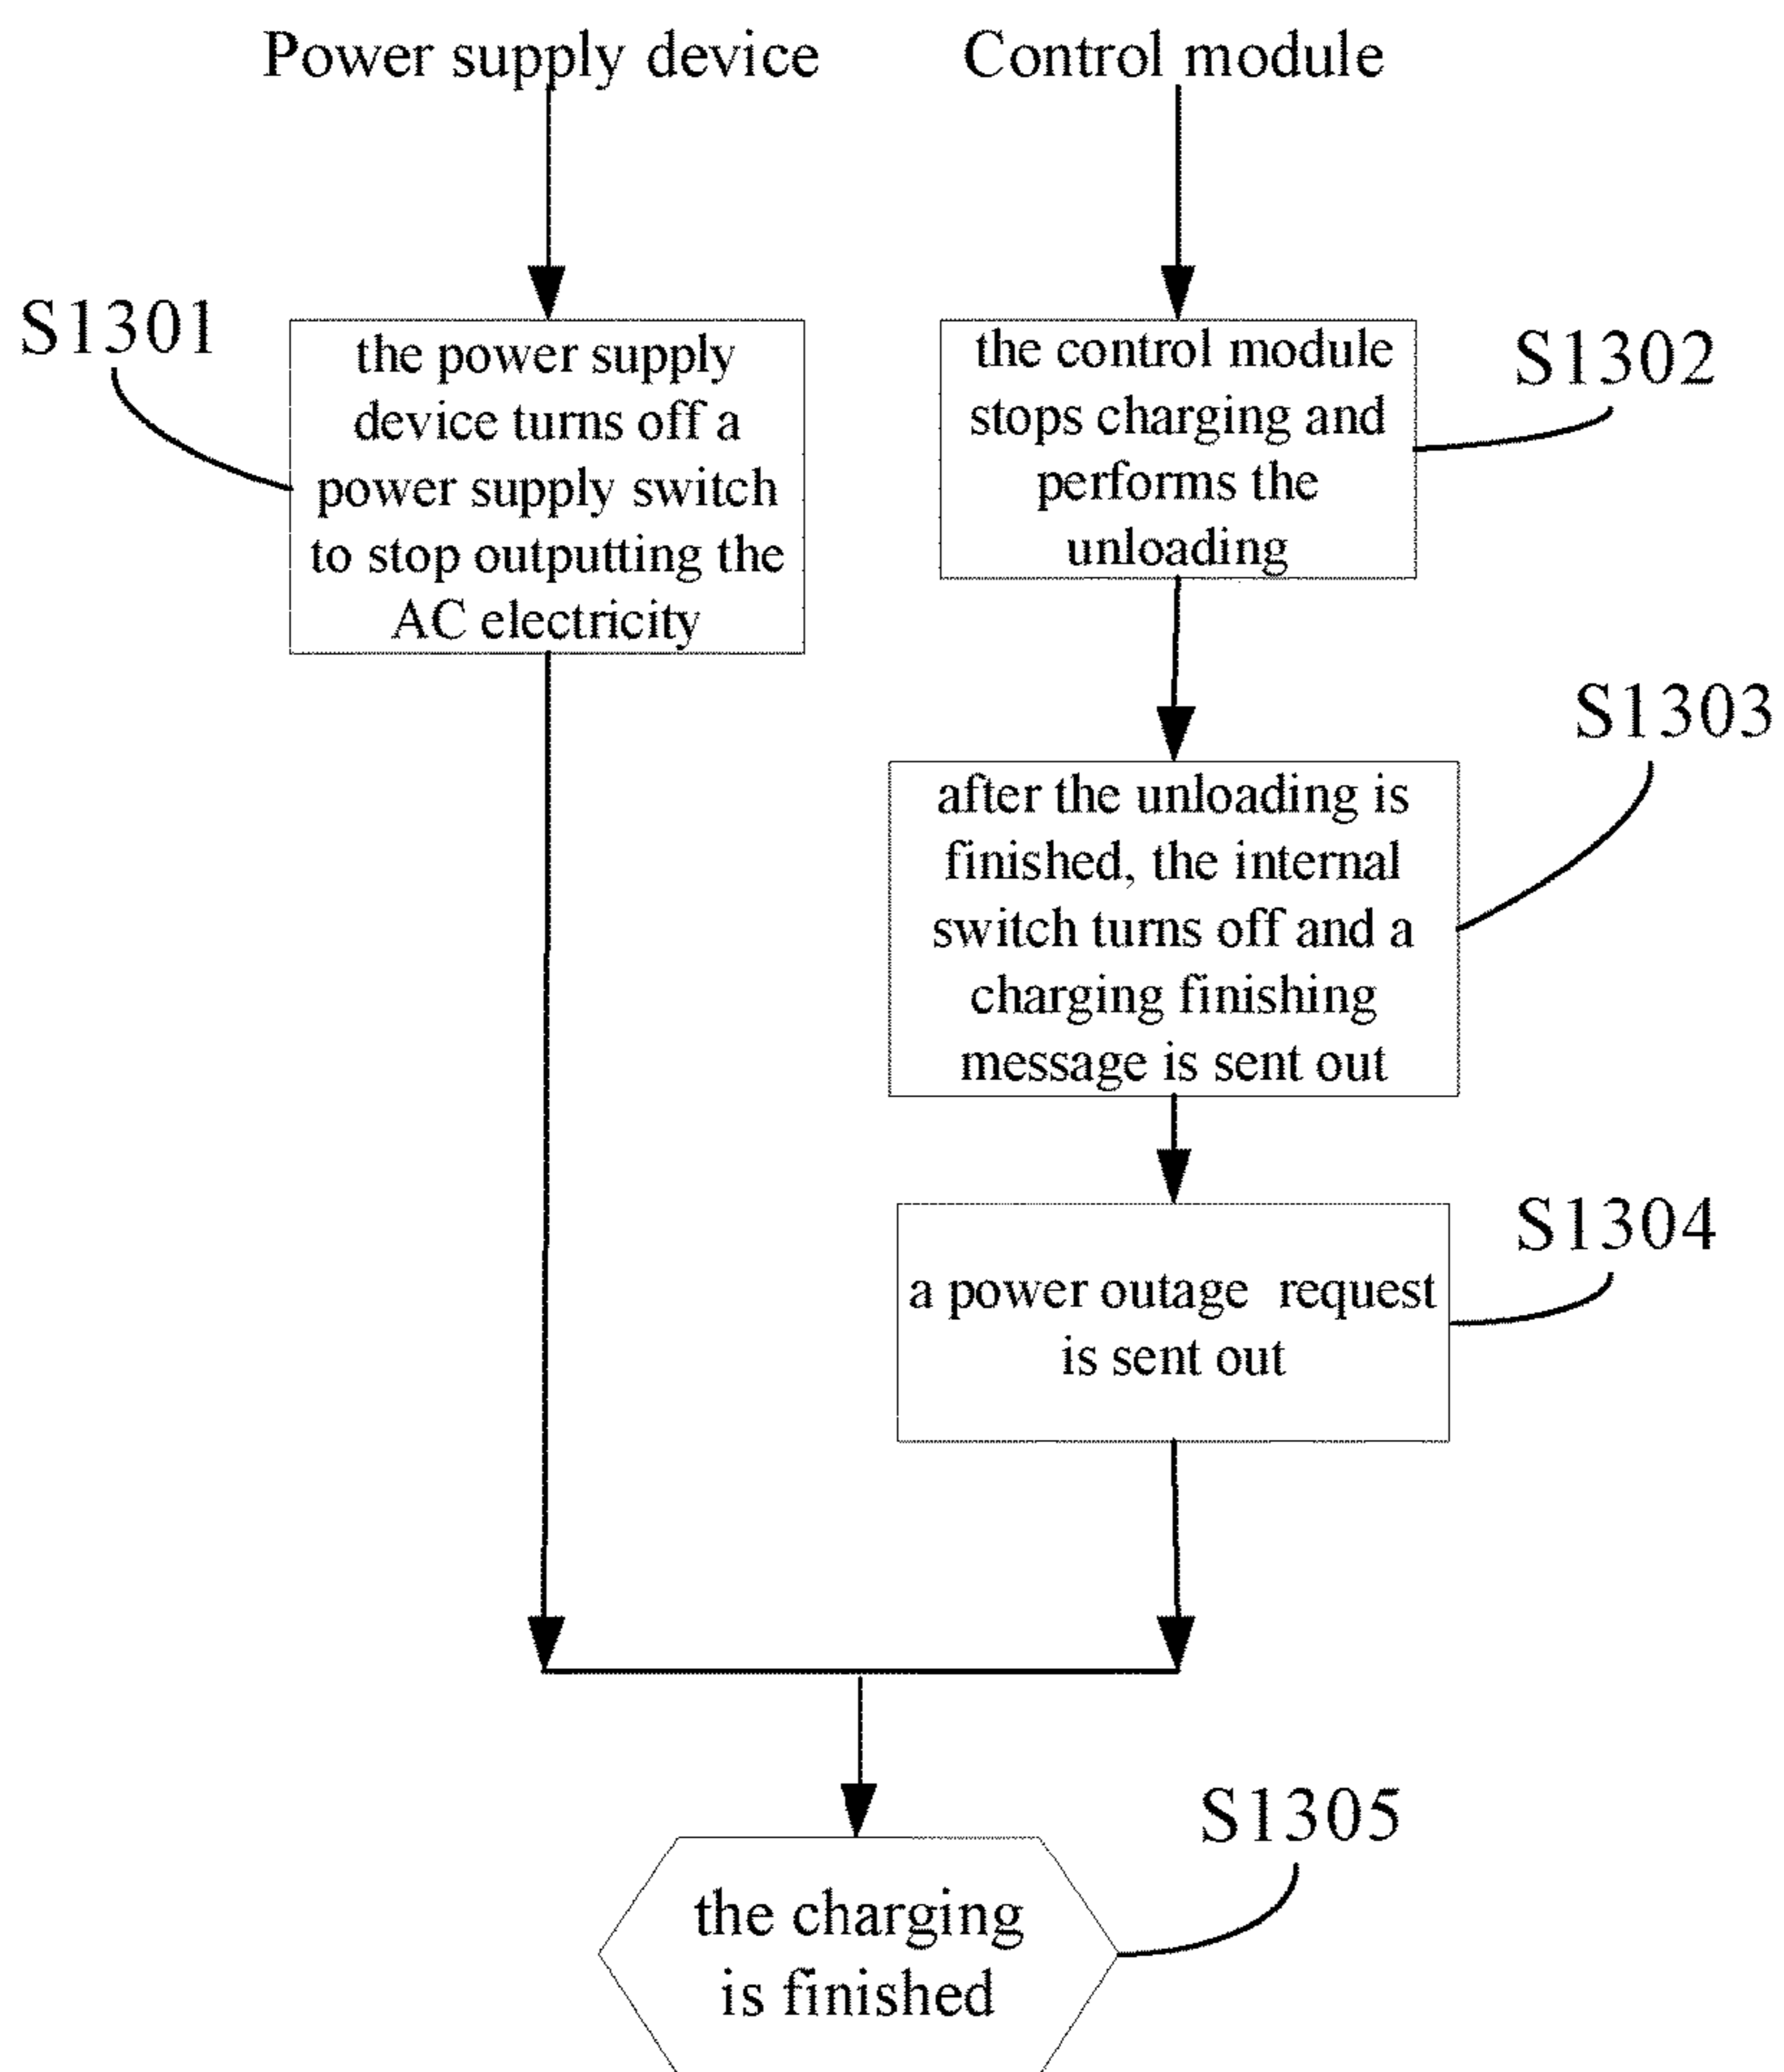 Power supply device
Control module
S1301
the power supply
device turns off a
power supply switch
to stop outputting the
AC electricity
the control module
stops charging and
performs the
unloading
S1302
after the unloading is
finished, the internal
switch turns off and a
charging finishing
message is sent out
S1303
a power outage request
is sent out
S1304
the charging
is finished
S1305